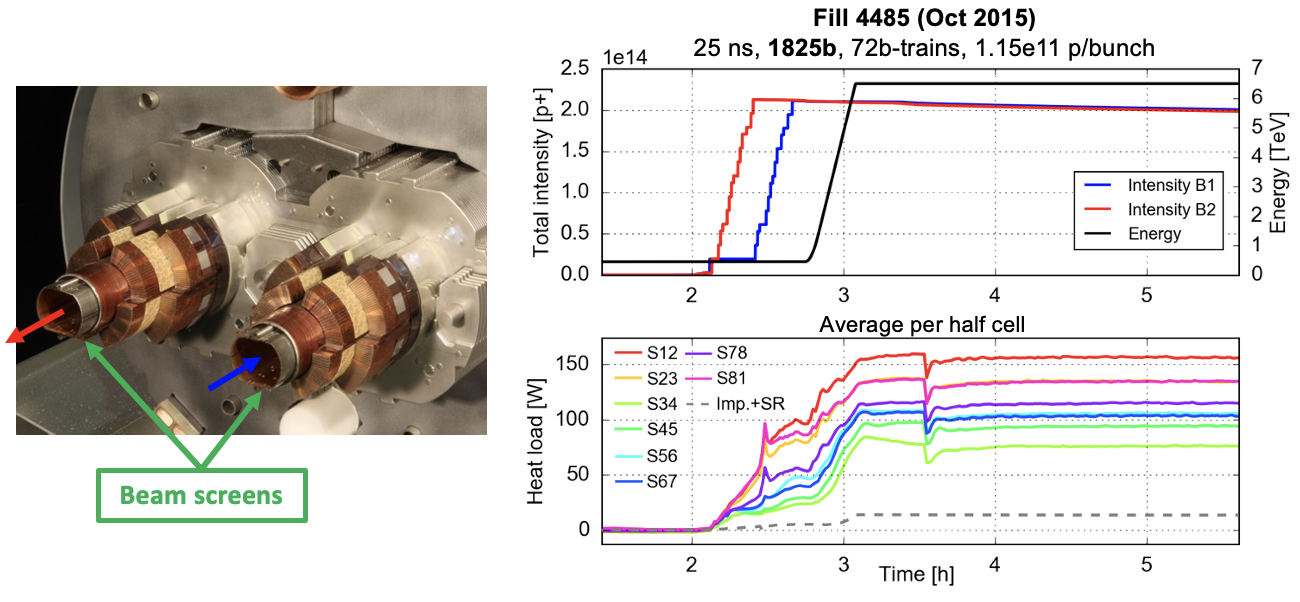 Beam screens
Fill 4485 (Oct 2015)
25 ns, 1825b, 72b-trains, 1.15e11 p/bunch
1e14
Total intensity [p+]
2.5
2.0
1.5
1.0
0.5
0.0
Intensity B1
Intensity B2
Energy
7
6
5
4
3
2
1
0
Energy [TeV]
2 3 4 5
Average per half cell
Heat load [W]
150
100
50
0
S12 S78
S23 S81
S34 Imp.+SR
S45
S56
S67
2 3 4 5
Time [h]